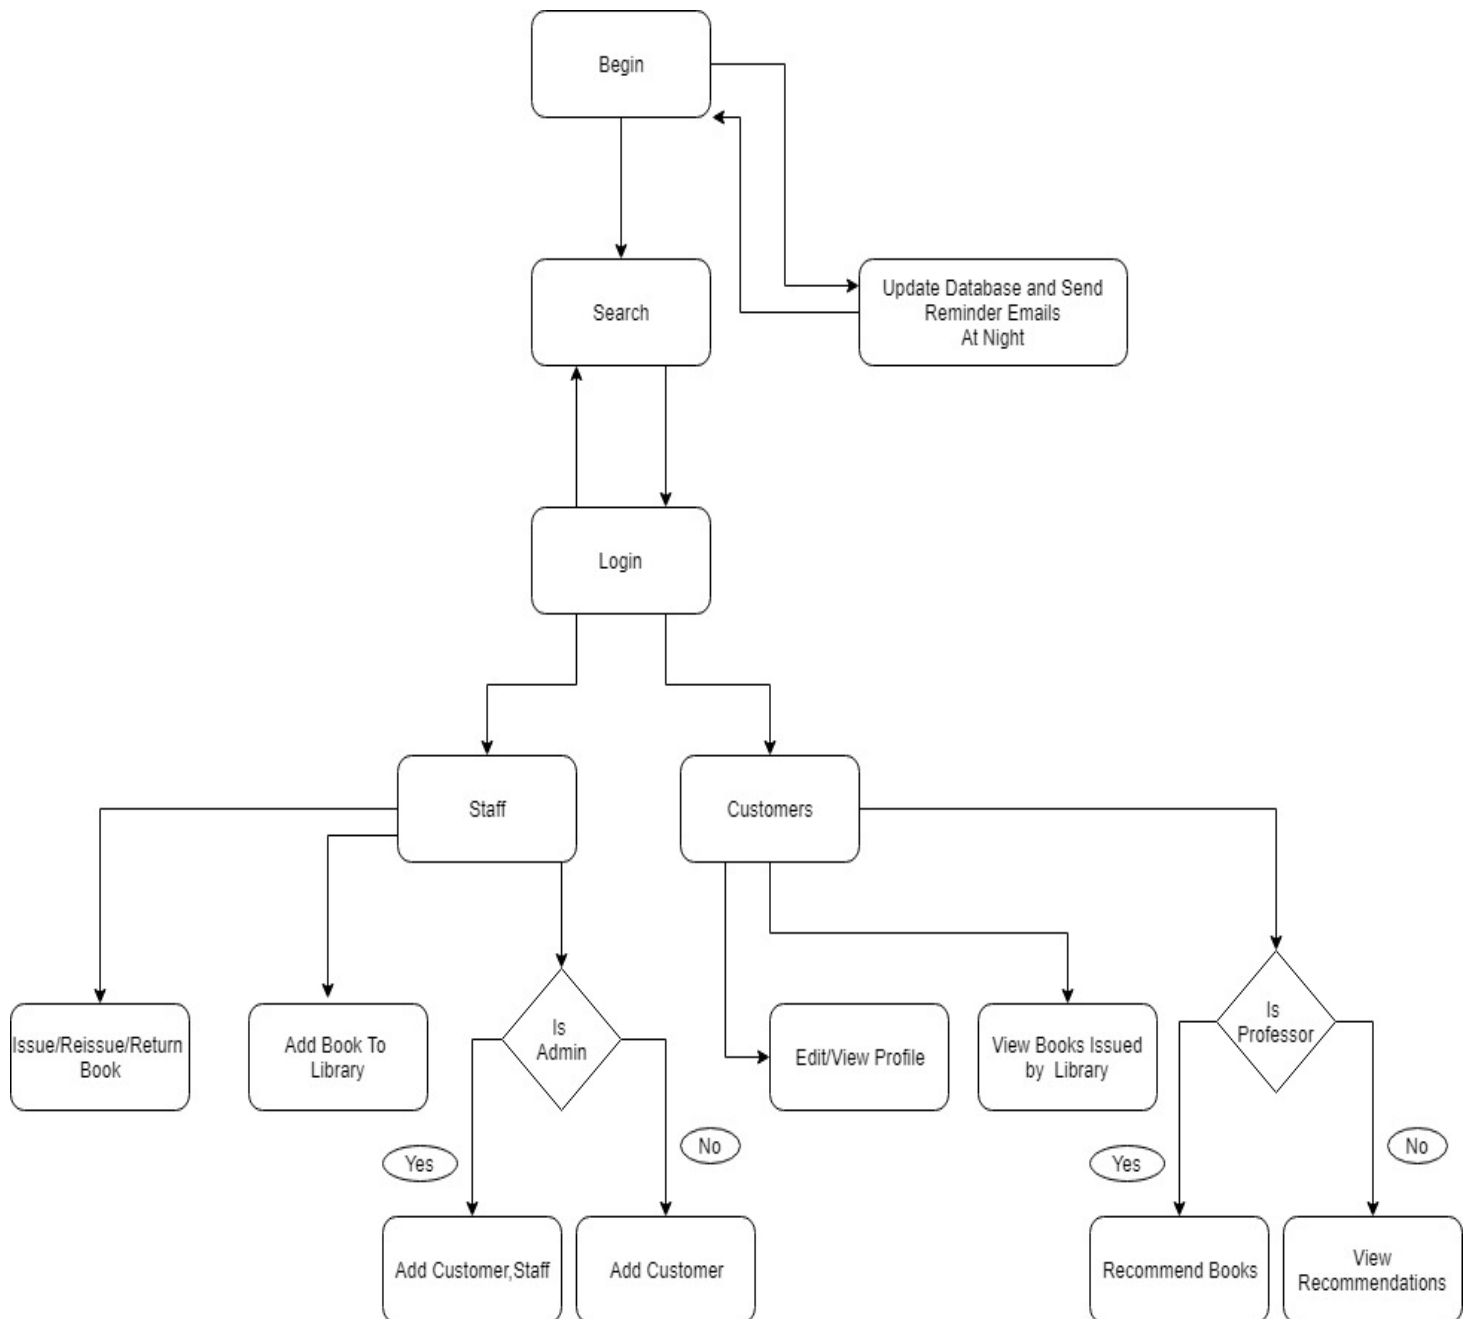 Begin
Search
Update Database and Send
Reminder Emails
At Night
Login
Staff
Customers
Issue/Reissue/Return
Book
Add Book To
Library
Is
Admin
Edit/View Profile
View Books Issued
by Library
Is
Professor
Yes
No
Yes
No
Add Customer,Staff
Add Customer
Recommend Books
View
Recommendations